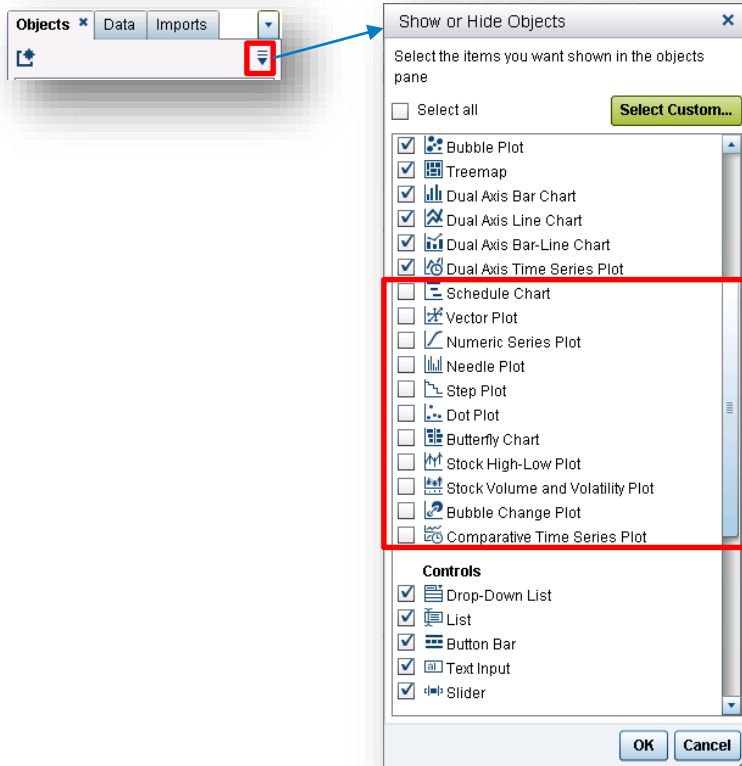 Objects
Data
Imports
Show or Hide Objects
Select the items you want shown in the objects
pane
Select all
Select Custom...
Bubble Plot
Treemap
Dual Axis Bar Chart
Dual Axis Line Chart
Dual Axis Bar-Line Chart
Dual Axis Time Series Plot
Schedule Chart
Vector Plot
Numeric Series Plot
Needle Plot
Step Plot
Dot Plot
Butterfly Chart
Stock High-Low Plot
Stock Volume and Volatility Plot
Bubble Change Plot
Comparative Time Series Plot
Controls
Drop-Down List
List
Button Bar
Text Input
Slider
OK
Cancel